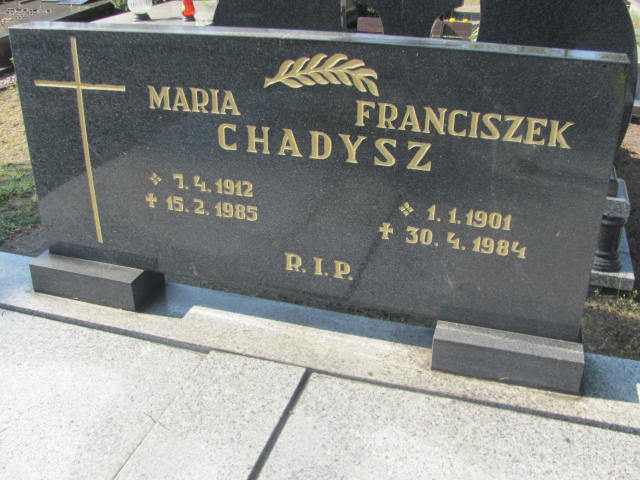 MARIA FRANCISZEK
CHADYSZ
7. 4. 1912
15. 2. 1985
1. 1. 1901
30. 4. 1984
R. I. P.